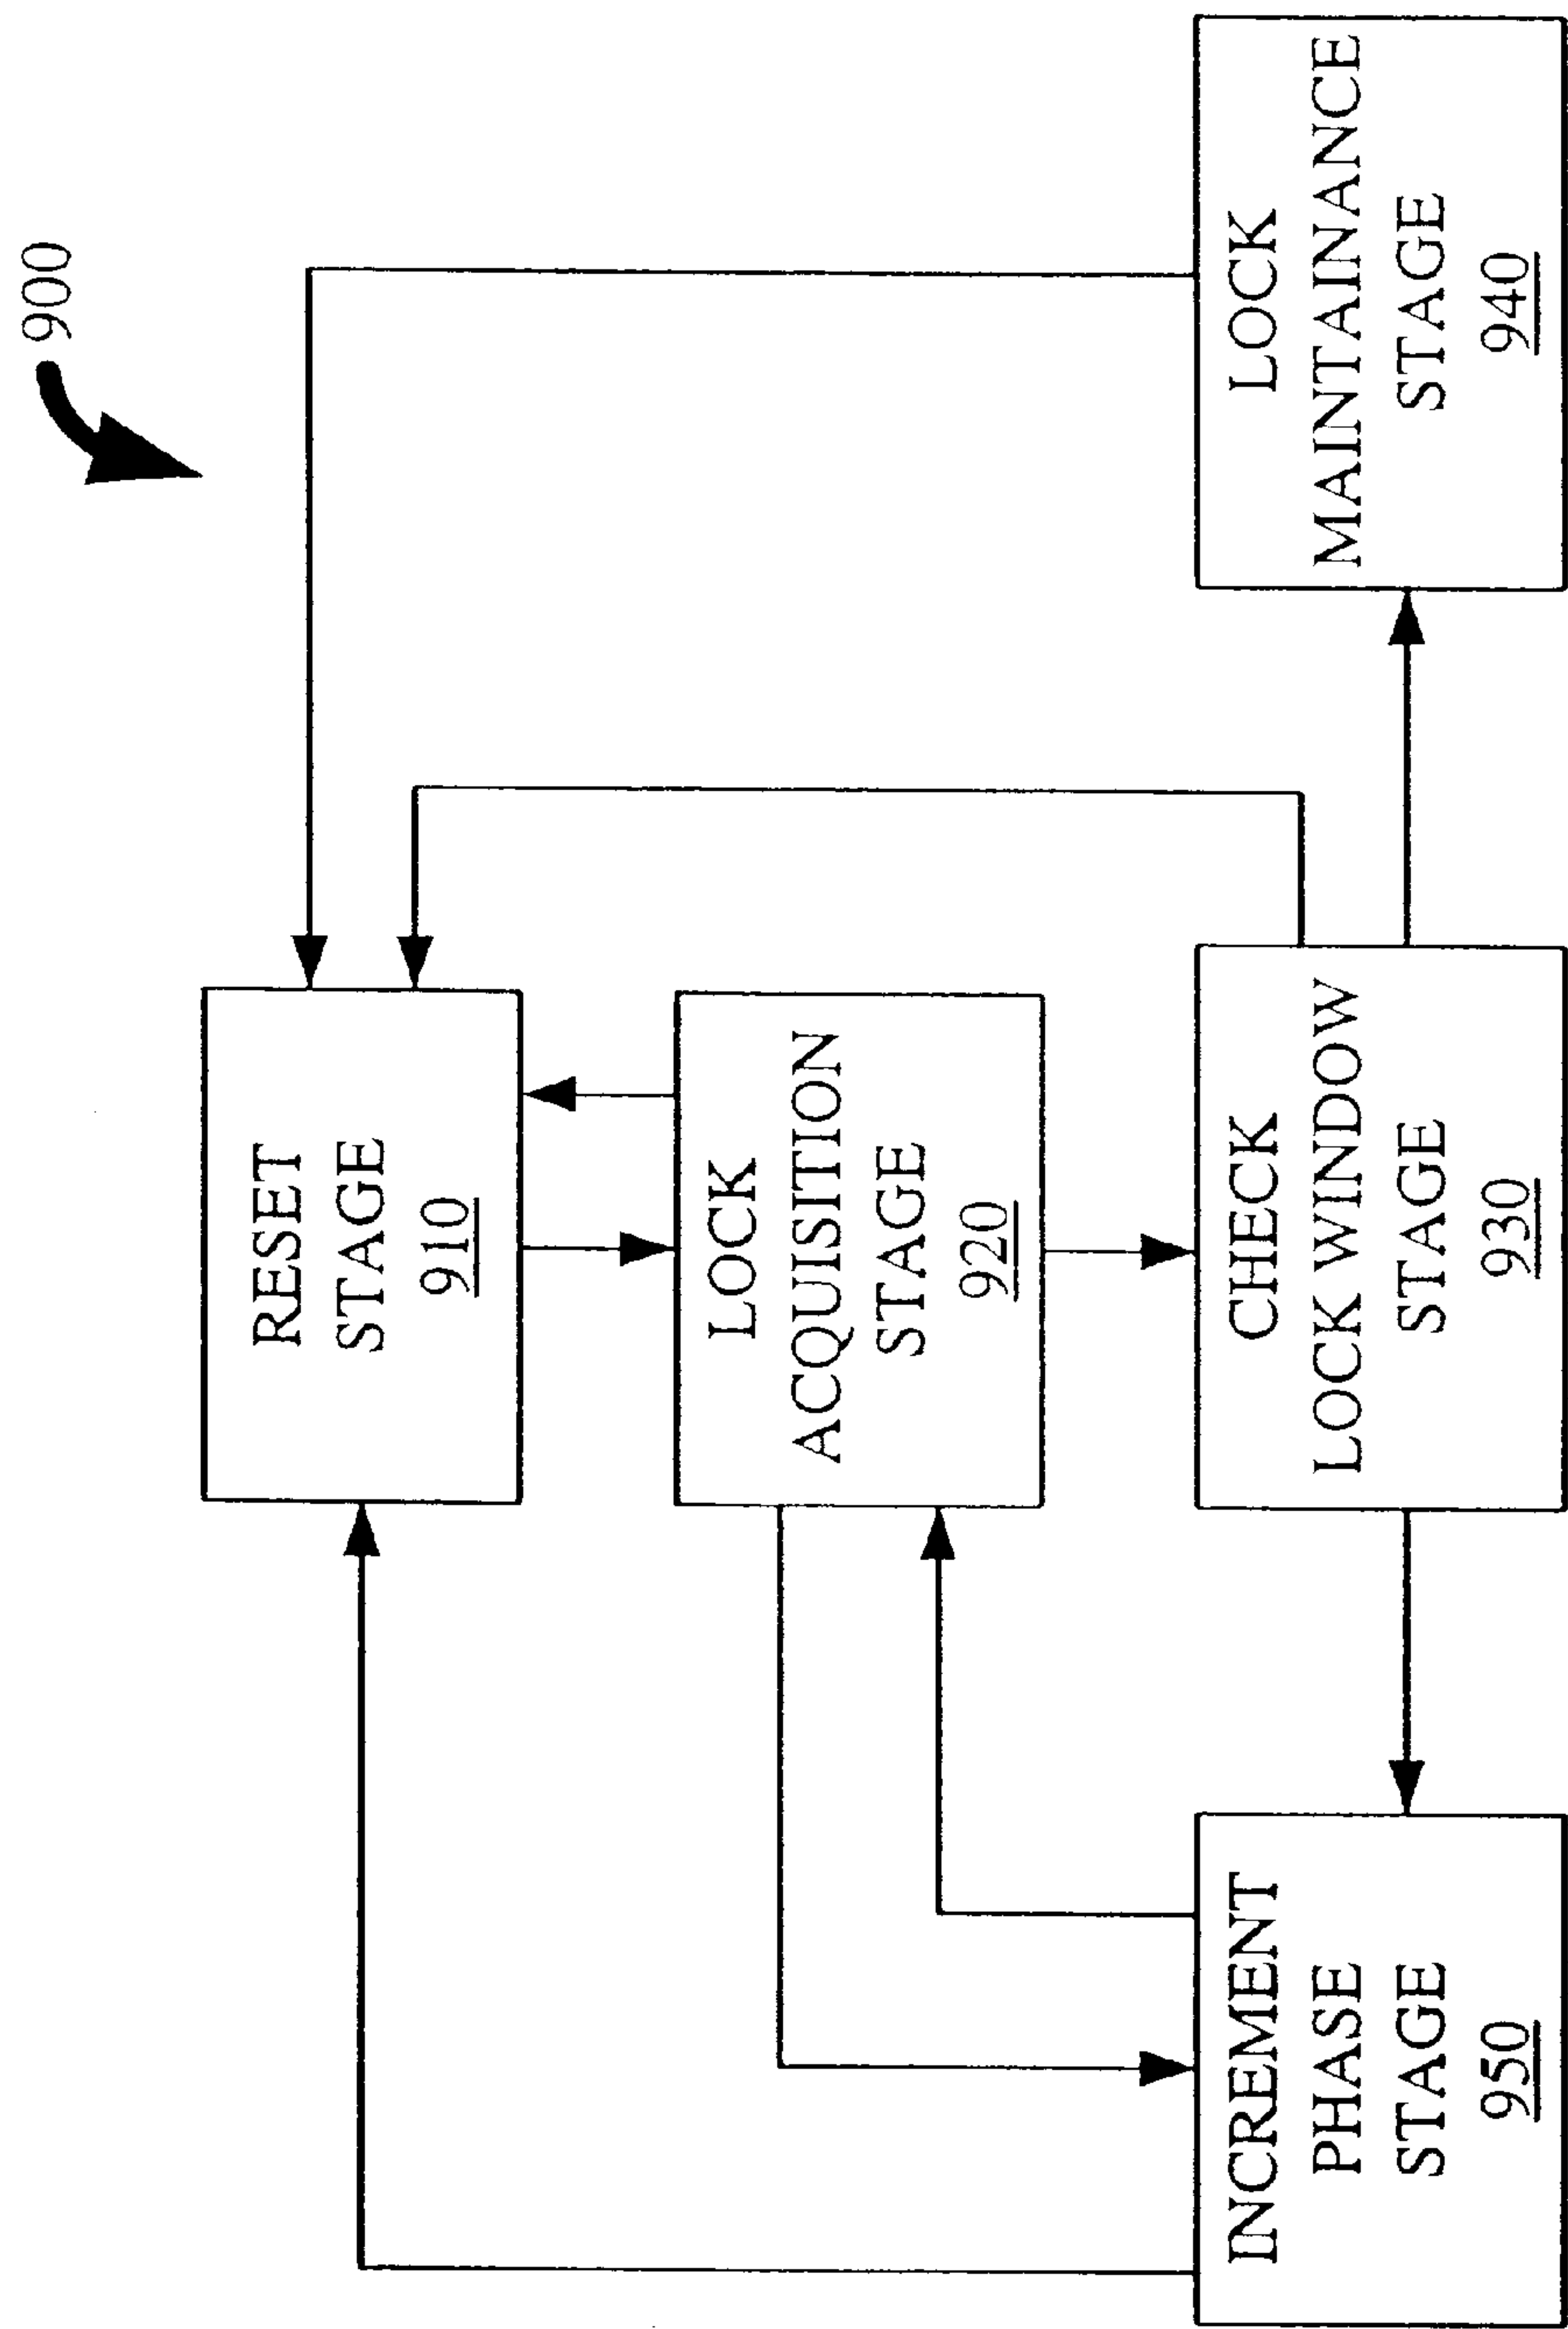 900
RESET
STAGE
910
LOCK
ACQUISITION
STAGE
920
INCREMENT
PHASE
STAGE
950
CHECK
LOCK WINDOW
STAGE
930
LOCK
MAINTAINANCE
STAGE
940